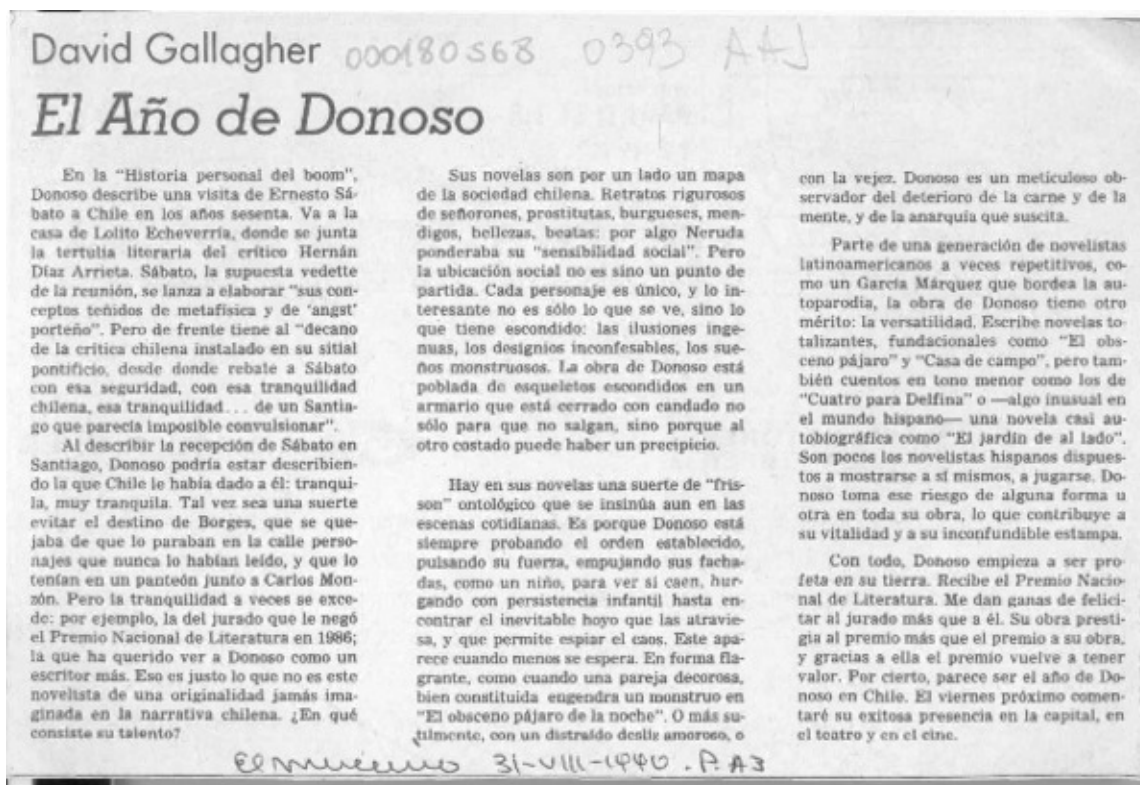 David Gallagher 000180568 0393 AAJ
El Año de Donoso
En la “Historia personal del boom”,
Donoso describe una visita de Ernesto Sá-
bato a Chile en los años sesenta. Va a la
casa de Lolito Echeverría, donde se junta
la tertulia literaria del crítico Hernán
Díaz Arrieta. Sábato, la supuesta vedette
de la reunión, se lanza a elaborar “sus con-
ceptos teñidos de metafísica y de ‘angst’
porteño”. Pero de frente tiene al “decano
de la crítica chilena instalado en su sitial
pontificio, desde donde rebate a Sábato
con esa seguridad, con esa tranquilidad
chilena, esa tranquilidad... de un Santia-
go que parecía imposible convulsionar”.
Al describir la recepción de Sábato en
Santiago, Donoso podría estar describien-
do la que Chile le había dado a él: tranqui-
la, muy tranquila. Tal vez sea una suerte
evitar el destino de Borges, que se que-
jaba de que lo paraban en la calle perso-
najes que nunca lo habían leído, y que lo
tenían en un panteón junto a Carlos Mon-
zón. Pero la tranquilidad a veces se exce-
de: por ejemplo, la del jurado que le negó
el Premio Nacional de Literatura en 1986;
la que ha querido ver a Donoso como un
escritor más. Eso es justo lo que no es este
novelista de una originalidad jamás ima-
ginada en la narrativa chilena. ¿En qué
consiste su talento?
Sus novelas son por un lado un mapa
de la sociedad chilena. Retratos rigurosos
de señorones, prostitutas, burgueses, men-
digos, bellezas, beatas: por algo Neruda
ponderaba su “sensibilidad social”. Pero
la ubicación social no es sino un punto de
partida. Cada personaje es único, y lo in-
teresante no es sólo lo que se ve, sino lo
que tiene escondido: las ilusiones inge-
nuas, los designios inconfesables, los sue-
ños monstruosos. La obra de Donoso está
poblada de esqueletos escondidos en un
armario que está cerrado con candado no
sólo para que no salgan, sino porque al
otro costado puede haber un precipicio.
Hay en sus novelas una suerte de “fris-
son” ontológico que se insinúa aun en las
escenas cotidianas. Es porque Donoso está
siempre probando el orden establecido,
pulsando su fuerza, empujando sus facha-
das, como un niño, para ver si caen, hur-
gando con persistencia infantil hasta en-
contrar el inevitable hoyo que las atravie-
sa, y que permite espiar el caos. Este apa-
rece cuando menos se espera. En forma fla-
grante, como cuando una pareja decorosa,
bien constituida engendra un monstruo en
“El obsceno pájaro de la noche”. O más su-
tilmente, con un distraído desliz amoroso, o
con la vejez. Donoso es un meticuloso ob-
servador del deterioro de la carne y de la
mente, y de la anarquía que suscita.
Parte de una generación de novelistas
latinoamericanos a veces repetitivos, co-
mo un García Márquez que bordea la au-
toparodia, la obra de Donoso tiene otro
mérito: la versatilidad. Escribe novelas to-
talizantes, fundacionales como “El obs-
ceno pájaro” y “Casa de campo”, pero tam-
bién cuentos en tono menor como los de
“Cuatro para Delfina” o —algo inusual en
el mundo hispano— una novela casi au-
tobiográfica como “El jardín de al lado”.
Son pocos los novelistas hispanos dispues-
tos a mostrarse a sí mismos, a jugarse. Do-
noso toma ese riesgo de alguna forma u
otra en toda su obra, lo que contribuye a
su vitalidad y a su inconfundible estampa.
Con todo, Donoso empieza a ser pro-
feta en su tierra. Recibe el Premio Nacio-
nal de Literatura. Me dan ganas de felici-
tar al jurado más que a él. Su obra presti-
gia al premio más que el premio a su obra,
y gracias a ella el premio vuelve a tener
valor. Por cierto, parece ser el año de Do-
noso en Chile. El viernes próximo comen-
taré su exitosa presencia en la capital, en
el teatro y en el cine.
El Mercurio 31-VIII-1990. P. A3